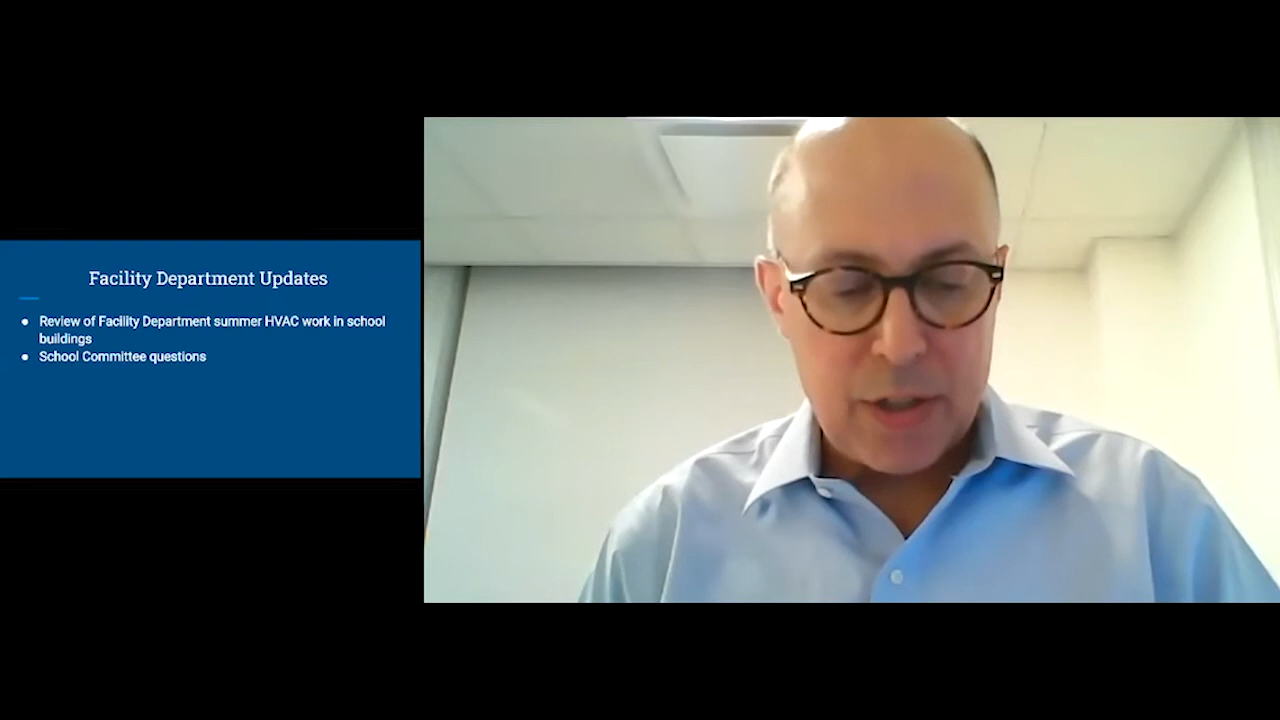 Facility Department Updates
● Review of Facility Department summer HVAC work in school
buildings
● School Committee questions